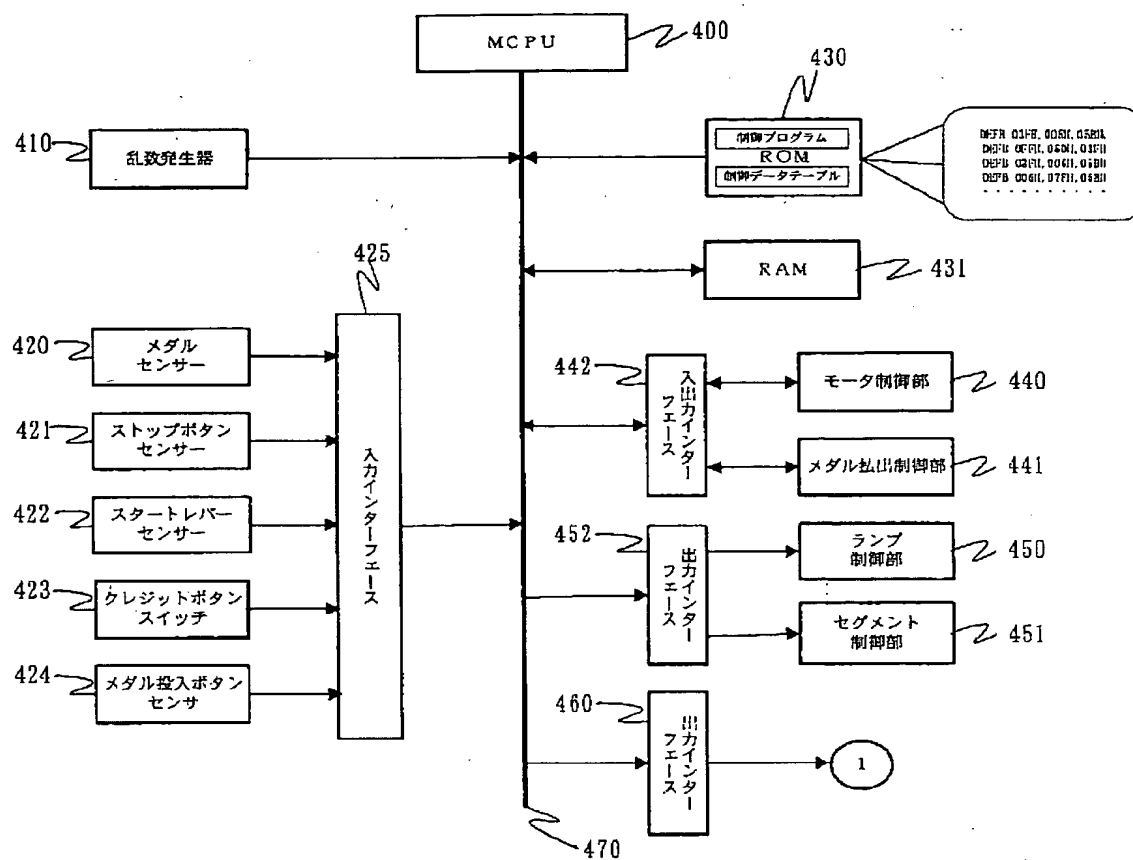 MCPU
400
430
410
乱数発生器
制御プログラム
ROM
制御データテーブル
425
RAM
431
420
メダル
センサー
421
ストップボタン
センサー
422
スタートレバー
センサー
423
クレジットボタン
スイッチ
424
メダル投入ボタン
センサ
入力インターフェース
442
入出力インター
フェース
モータ制御部
440
メダル払出制御部
441
452
出力インター
フェース
ランプ
制御部
450
セグメント
制御部
451
460
出力インター
フェース
1
470